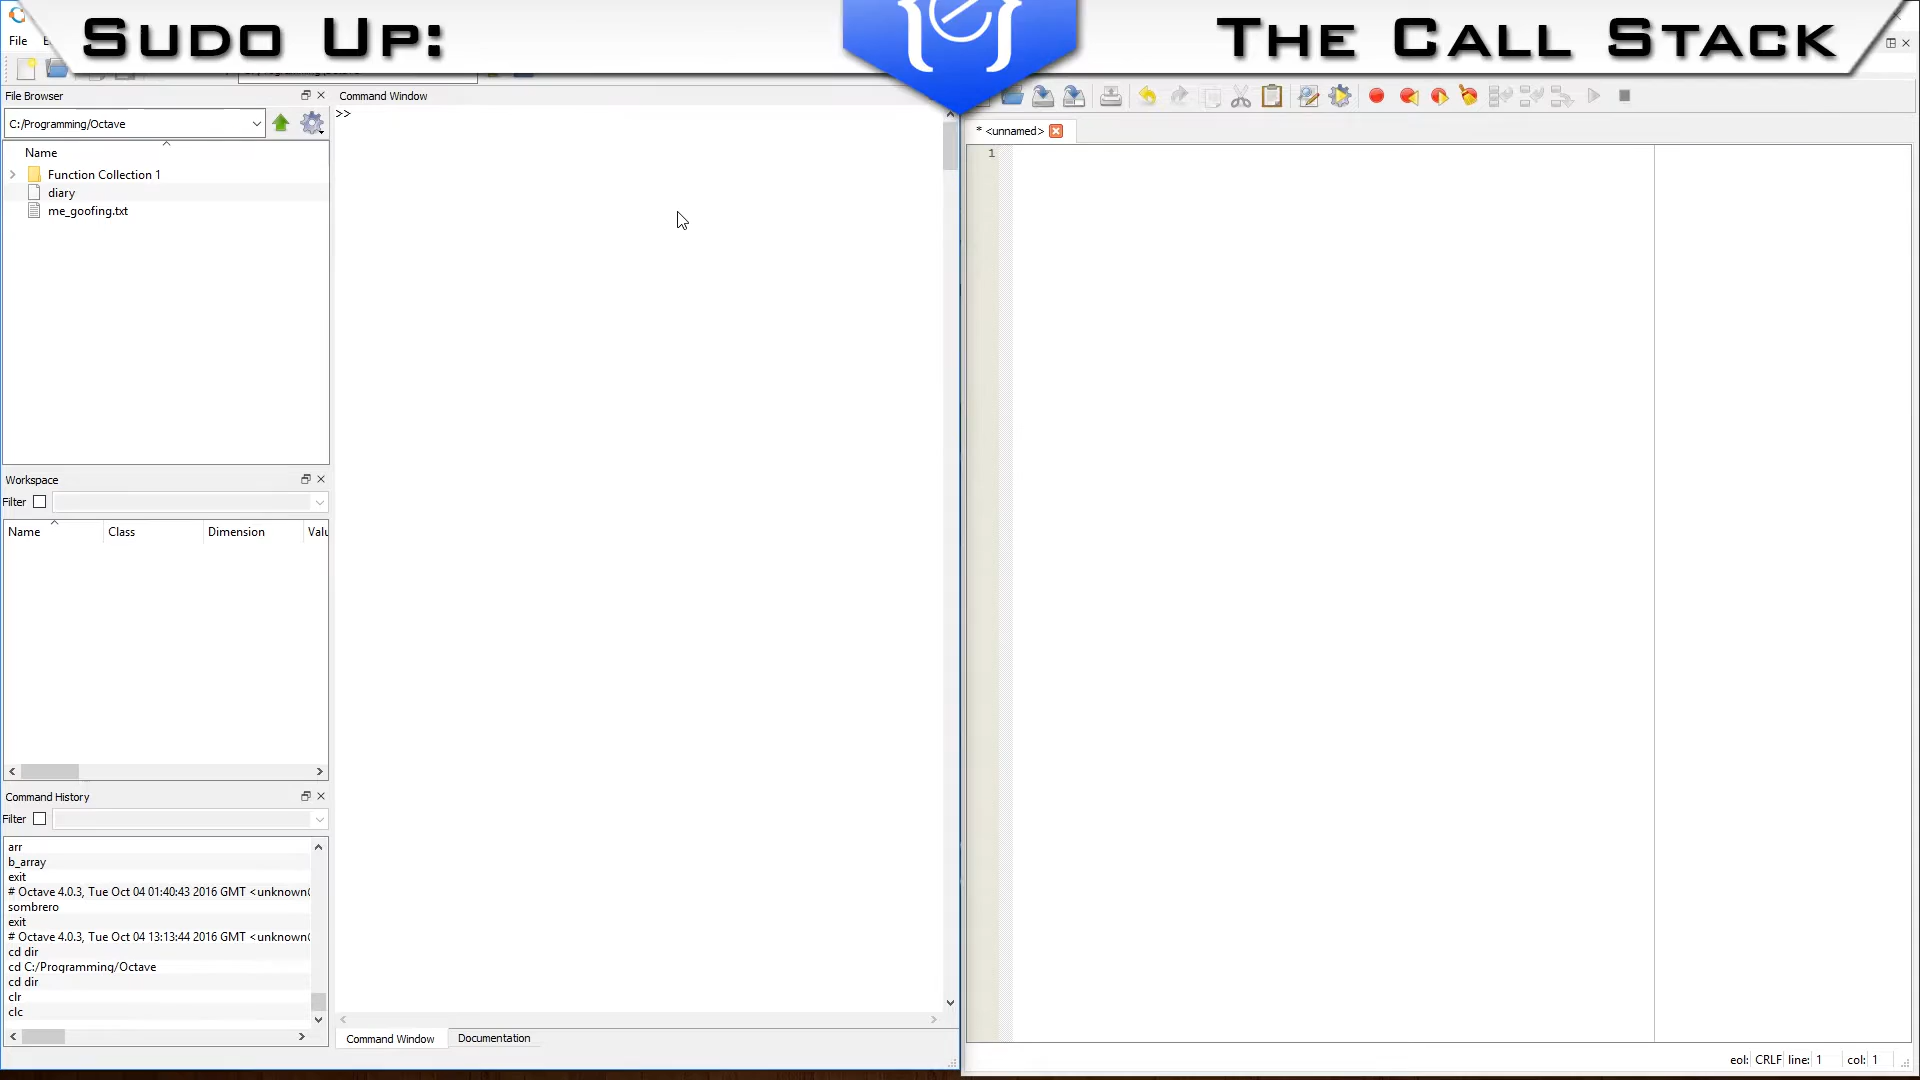 SUDO UP:
THE CALL STACK
File
File Browser
Command Window
C:/Programming/Octave
>>
* <unnamed>
1
Name
Function Collection 1
diary
me_goofing.txt
Workspace
Filter
Name Class Dimension Valu
Command History
Filter
arr
b_array
exit
# Octave 4.0.3, Tue Oct 04 01:40:43 2016 GMT <unknown
sombrero
exit
# Octave 4.0.3, Tue Oct 04 13:13:44 2016 GMT <unknown
cd dir
cd C:/Programming/Octave
cd dir
clr
clc
Command Window Documentation
eol: CRLF line: 1 col: 1